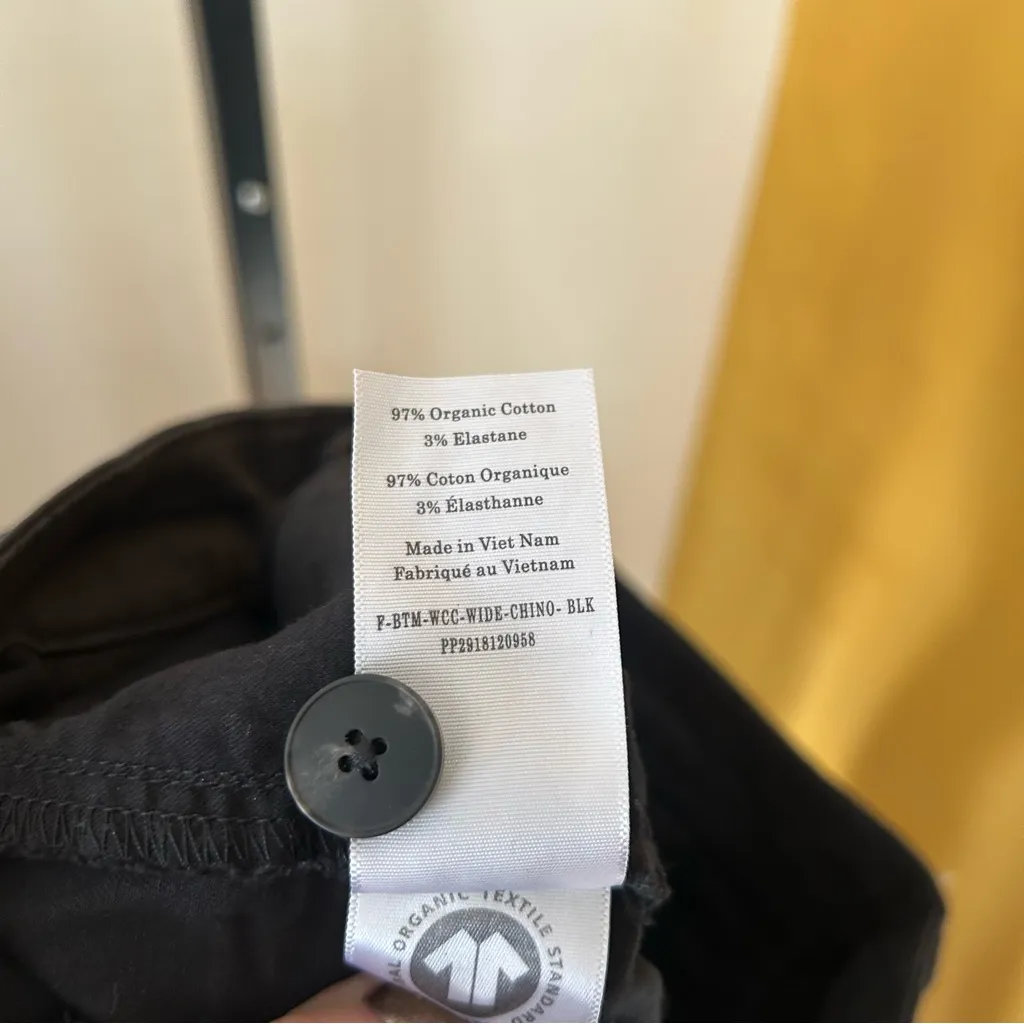 97% Organic Cotton
3% Elastane
97% Coton Organique
3% Élasthanne
Made in Viet Nam
Fabriqué au Vietnam
F-BTM-WCC-WIDE-CHINO- BLK
PP2918120958
ORGANIC TEXTILE STANDARD